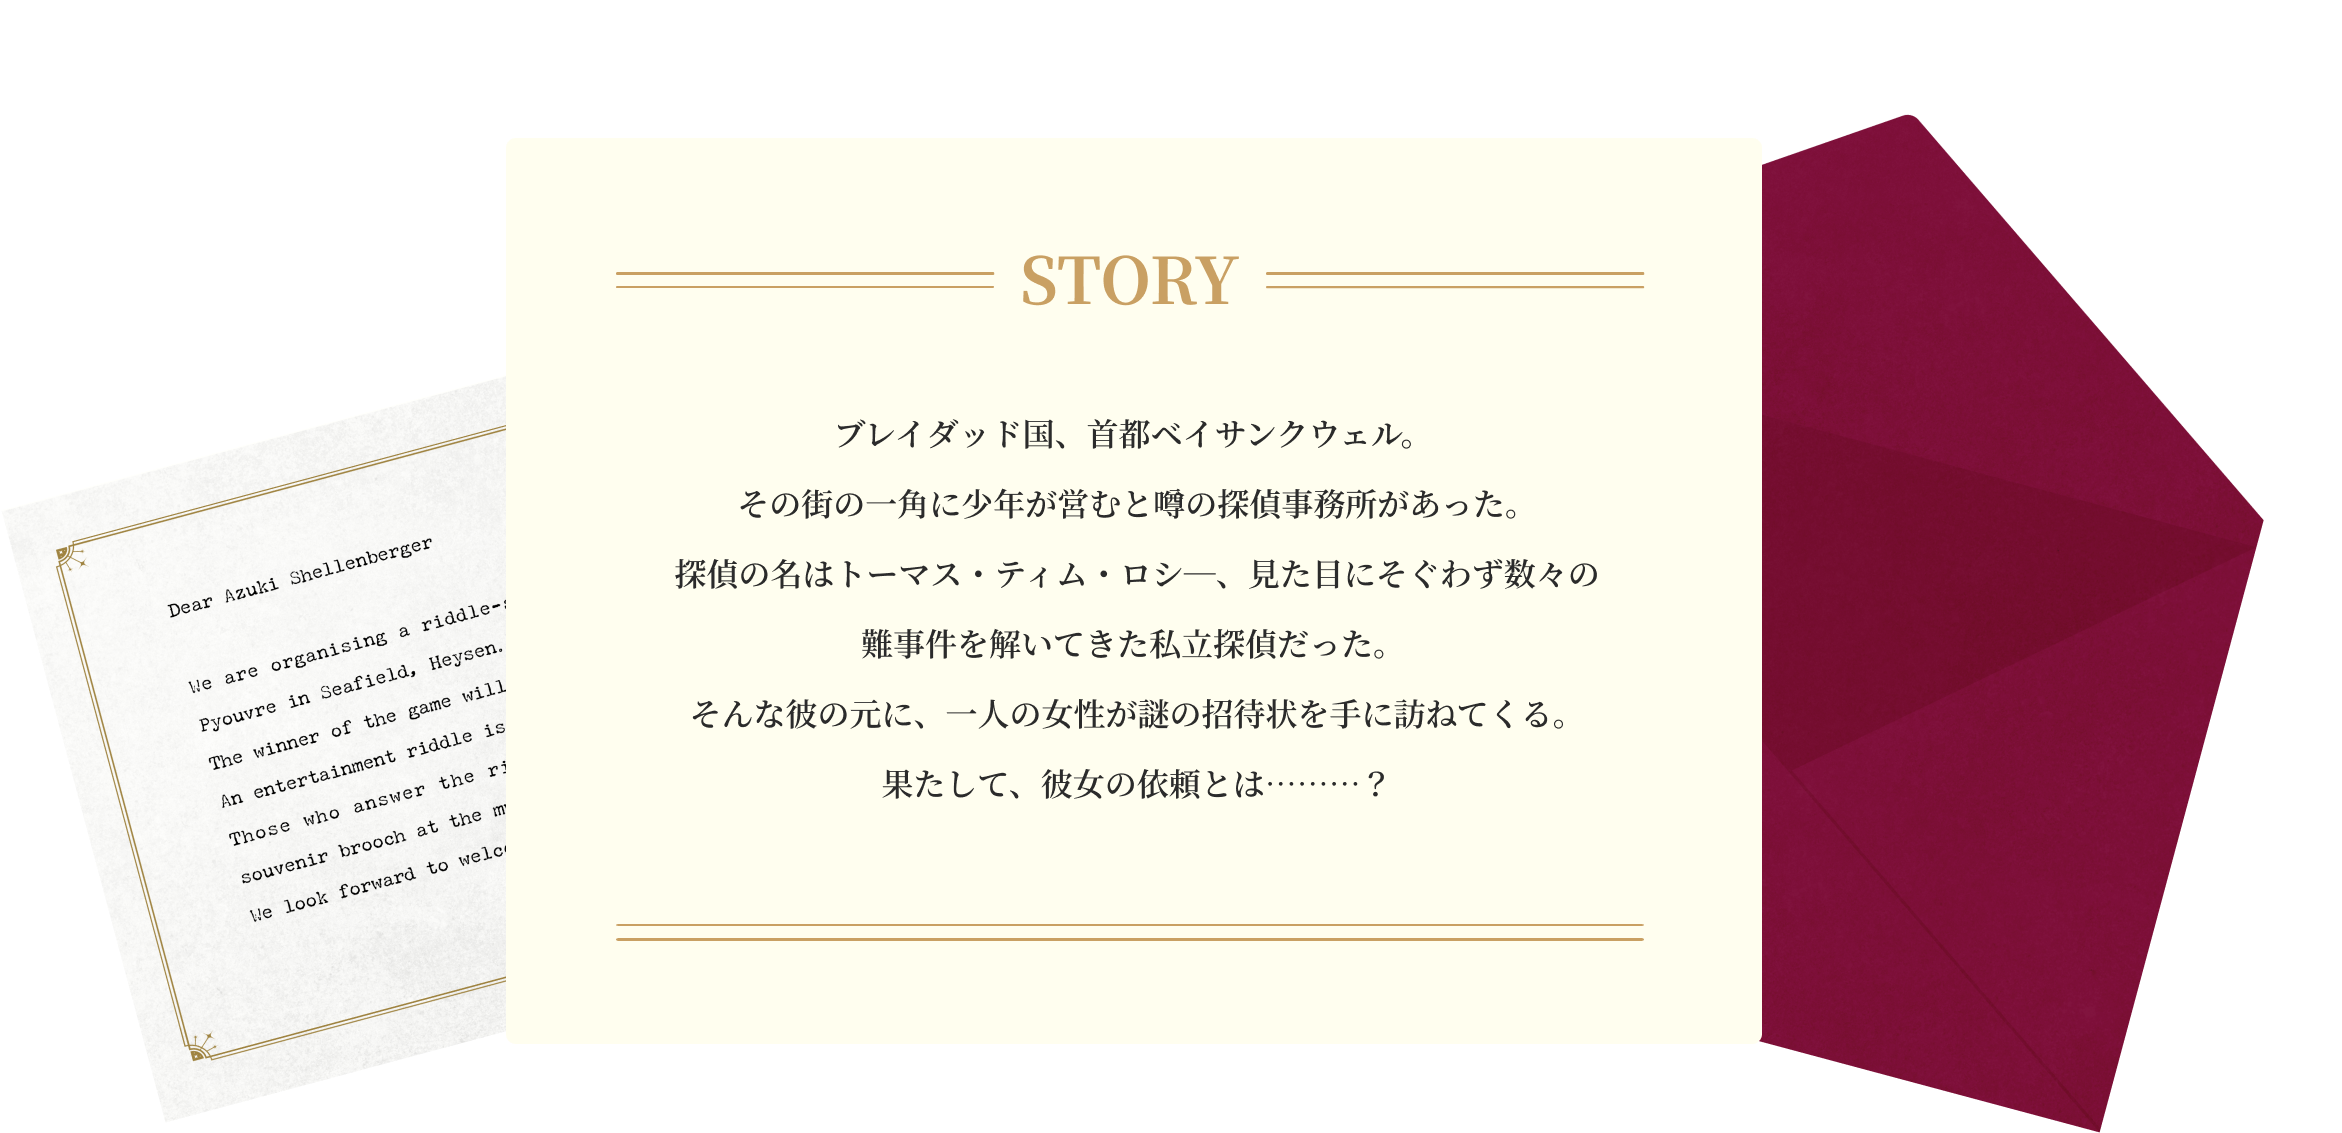 STORY
ブレイダッド国、首都ベイサンクウェル。
その街の一角に少年が営むと噂の探偵事務所があった。
探偵の名はトーマス・ティム・ロシ―、見た目にそぐわず数々の
難事件を解いてきた私立探偵だった。
そんな彼の元に、一人の女性が謎の招待状を手に訪ねてくる。
果たして、彼女の依頼とは………？
Dear Azuki Shellenberger
We are organising a riddle-
Pyouvre in Seafield, Heysen.
The winner of the game will
An entertainment riddle is
Those who answer the
souvenir brooch at the
We look forward to